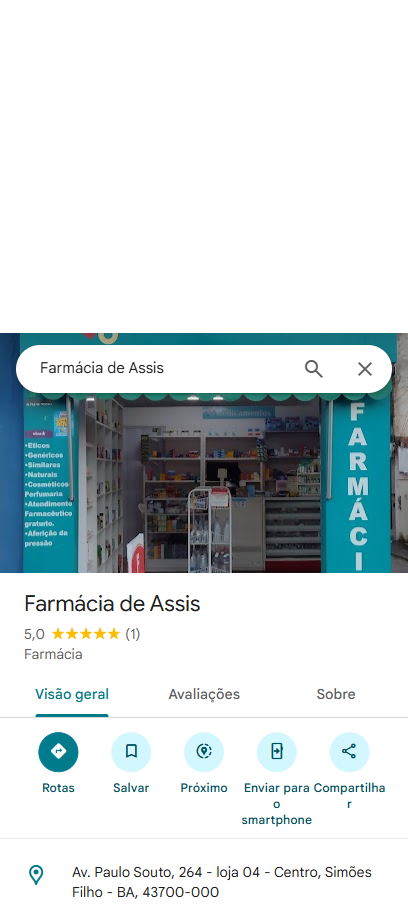 Farmácia de Assis
Medicamentos
•Éticos
•Genéricos
•Similares
•Naturais
•Cosméticos
Perfumaria
•Atendimento
Farmacêutico
gratuito.
•Aferição da
pressão
FARMÁCI
Farmácia de Assis
5,0 ★★★★★ (1)
Farmácia
Visão geral Avaliações Sobre
Rotas Salvar Próximo Enviar para o smartphone Compartilhar
Av. Paulo Souto, 264 - loja 04 - Centro, Simões
Filho - BA, 43700-000